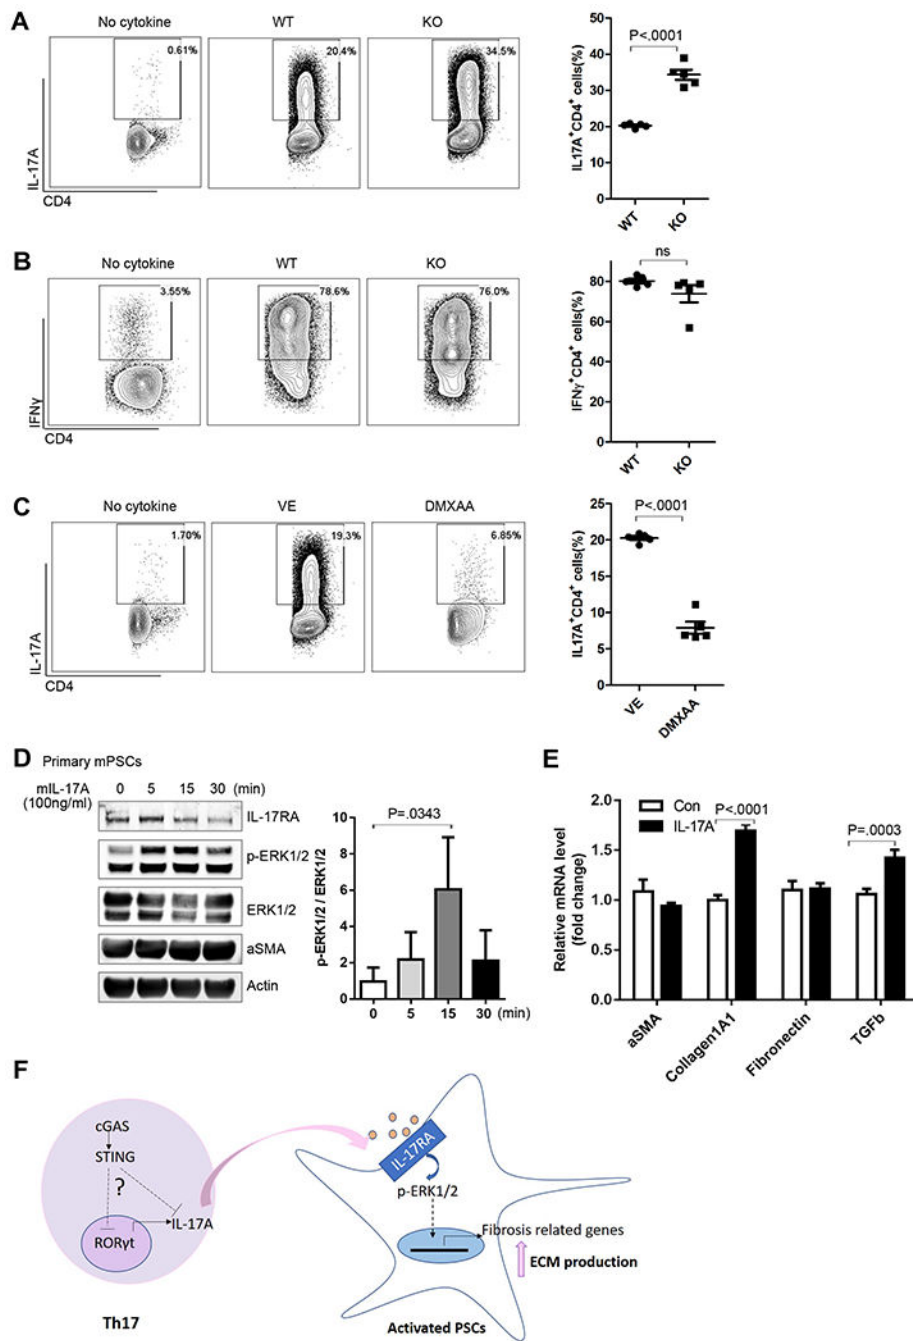 A
No cytokine
WT
KO
0.61%
20.4%
34.5%
IL-17A
CD4
IL17A+CD4+ cells(%)
50
40
30
20
10
0
P<.0001
WT
KO
B
No cytokine
WT
KO
3.55%
78.6%
76.0%
IFNγ
CD4
IFNγ+CD4+ cells(%)
100
80
60
40
20
0
ns
WT
KO
C
No cytokine
VE
DMXAA
1.70%
19.3%
6.85%
IL-17A
CD4
IL17A+CD4+ cells(%)
25
20
15
10
5
0
P<.0001
VE
DMXAA
D
Primary mPSCs
mIL-17A 0 5 15 30 (min)
(100ng/ml)
IL-17RA
p-ERK1/2
ERK1/2
aSMA
Actin
p-ERK1/2 / ERK1/2
10
8
6
4
2
0
P=.0343
0 5 15 30 (min)
E
Relative mRNA level
(fold change)
2.0
1.5
1.0
0.5
0.0
Con
IL-17A
P<.0001
P=.0003
aSMA
Collagen1A1
Fibronectin
TGFb
F
cGAS
STING
?
IL-17A
RORγt
Th17
IL-17RA
p-ERK1/2
Fibrosis related genes
ECM production
Activated PSCs